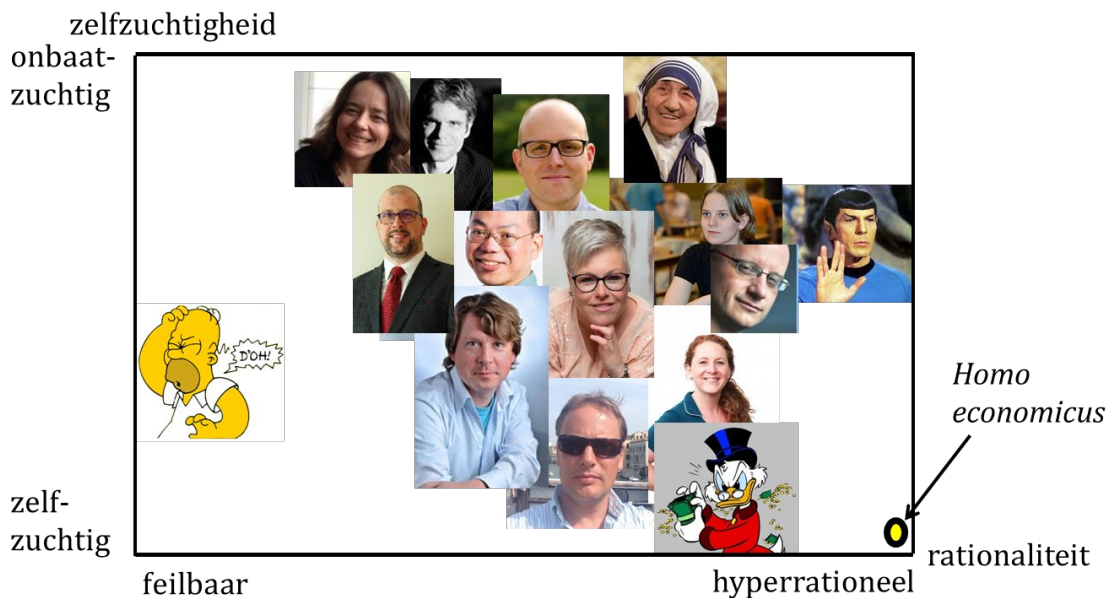 zelfzuchtigheid
onbaat-
zuchtig
D'OH!
Homo
economicus
zelf-
zuchtig
rationaliteit
feilbaar
hyperrationeel